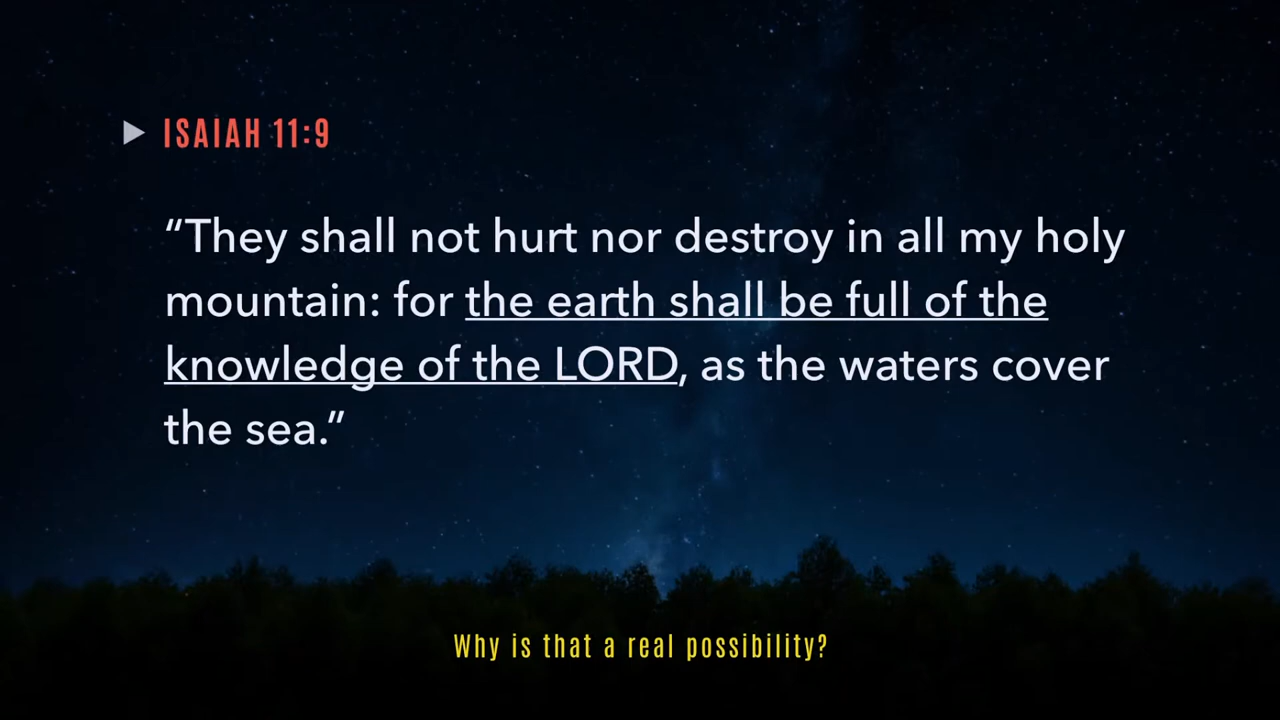 ▶ ISAIAH 11:9
“They shall not hurt nor destroy in all my holy
mountain: for the earth shall be full of the
knowledge of the LORD, as the waters cover
the sea.”
Why is that a real possibility?